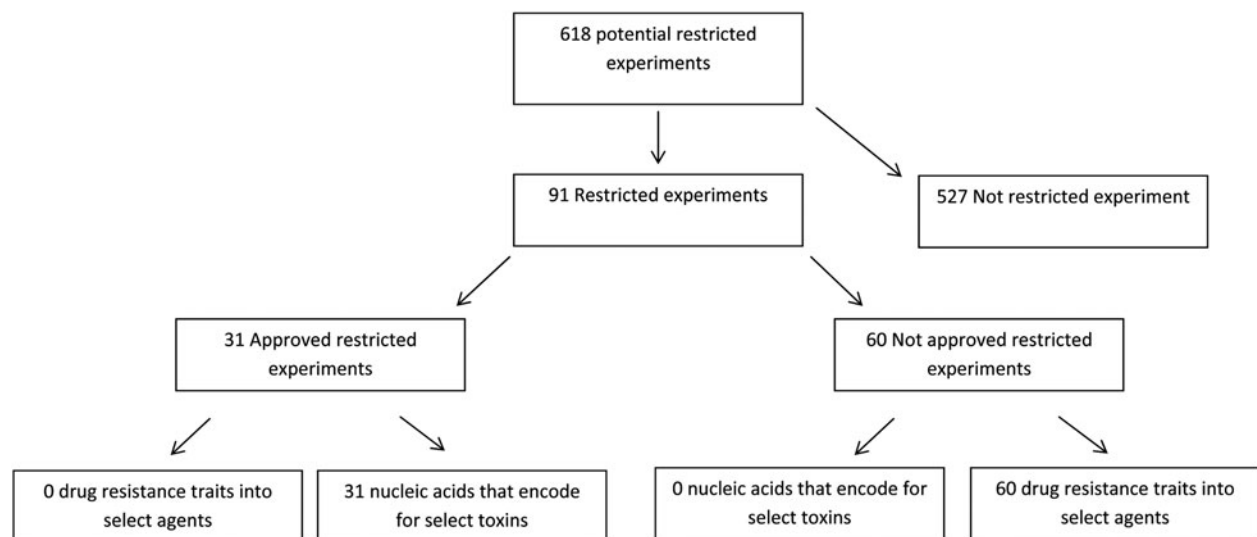 618 potential restricted
experiments
91 Restricted experiments
527 Not restricted experiment
31 Approved restricted
experiments
60 Not approved restricted
experiments
0 drug resistance traits into
select agents
31 nucleic acids that encode
for select toxins
0 nucleic acids that encode for
select toxins
60 drug resistance traits into
select agents